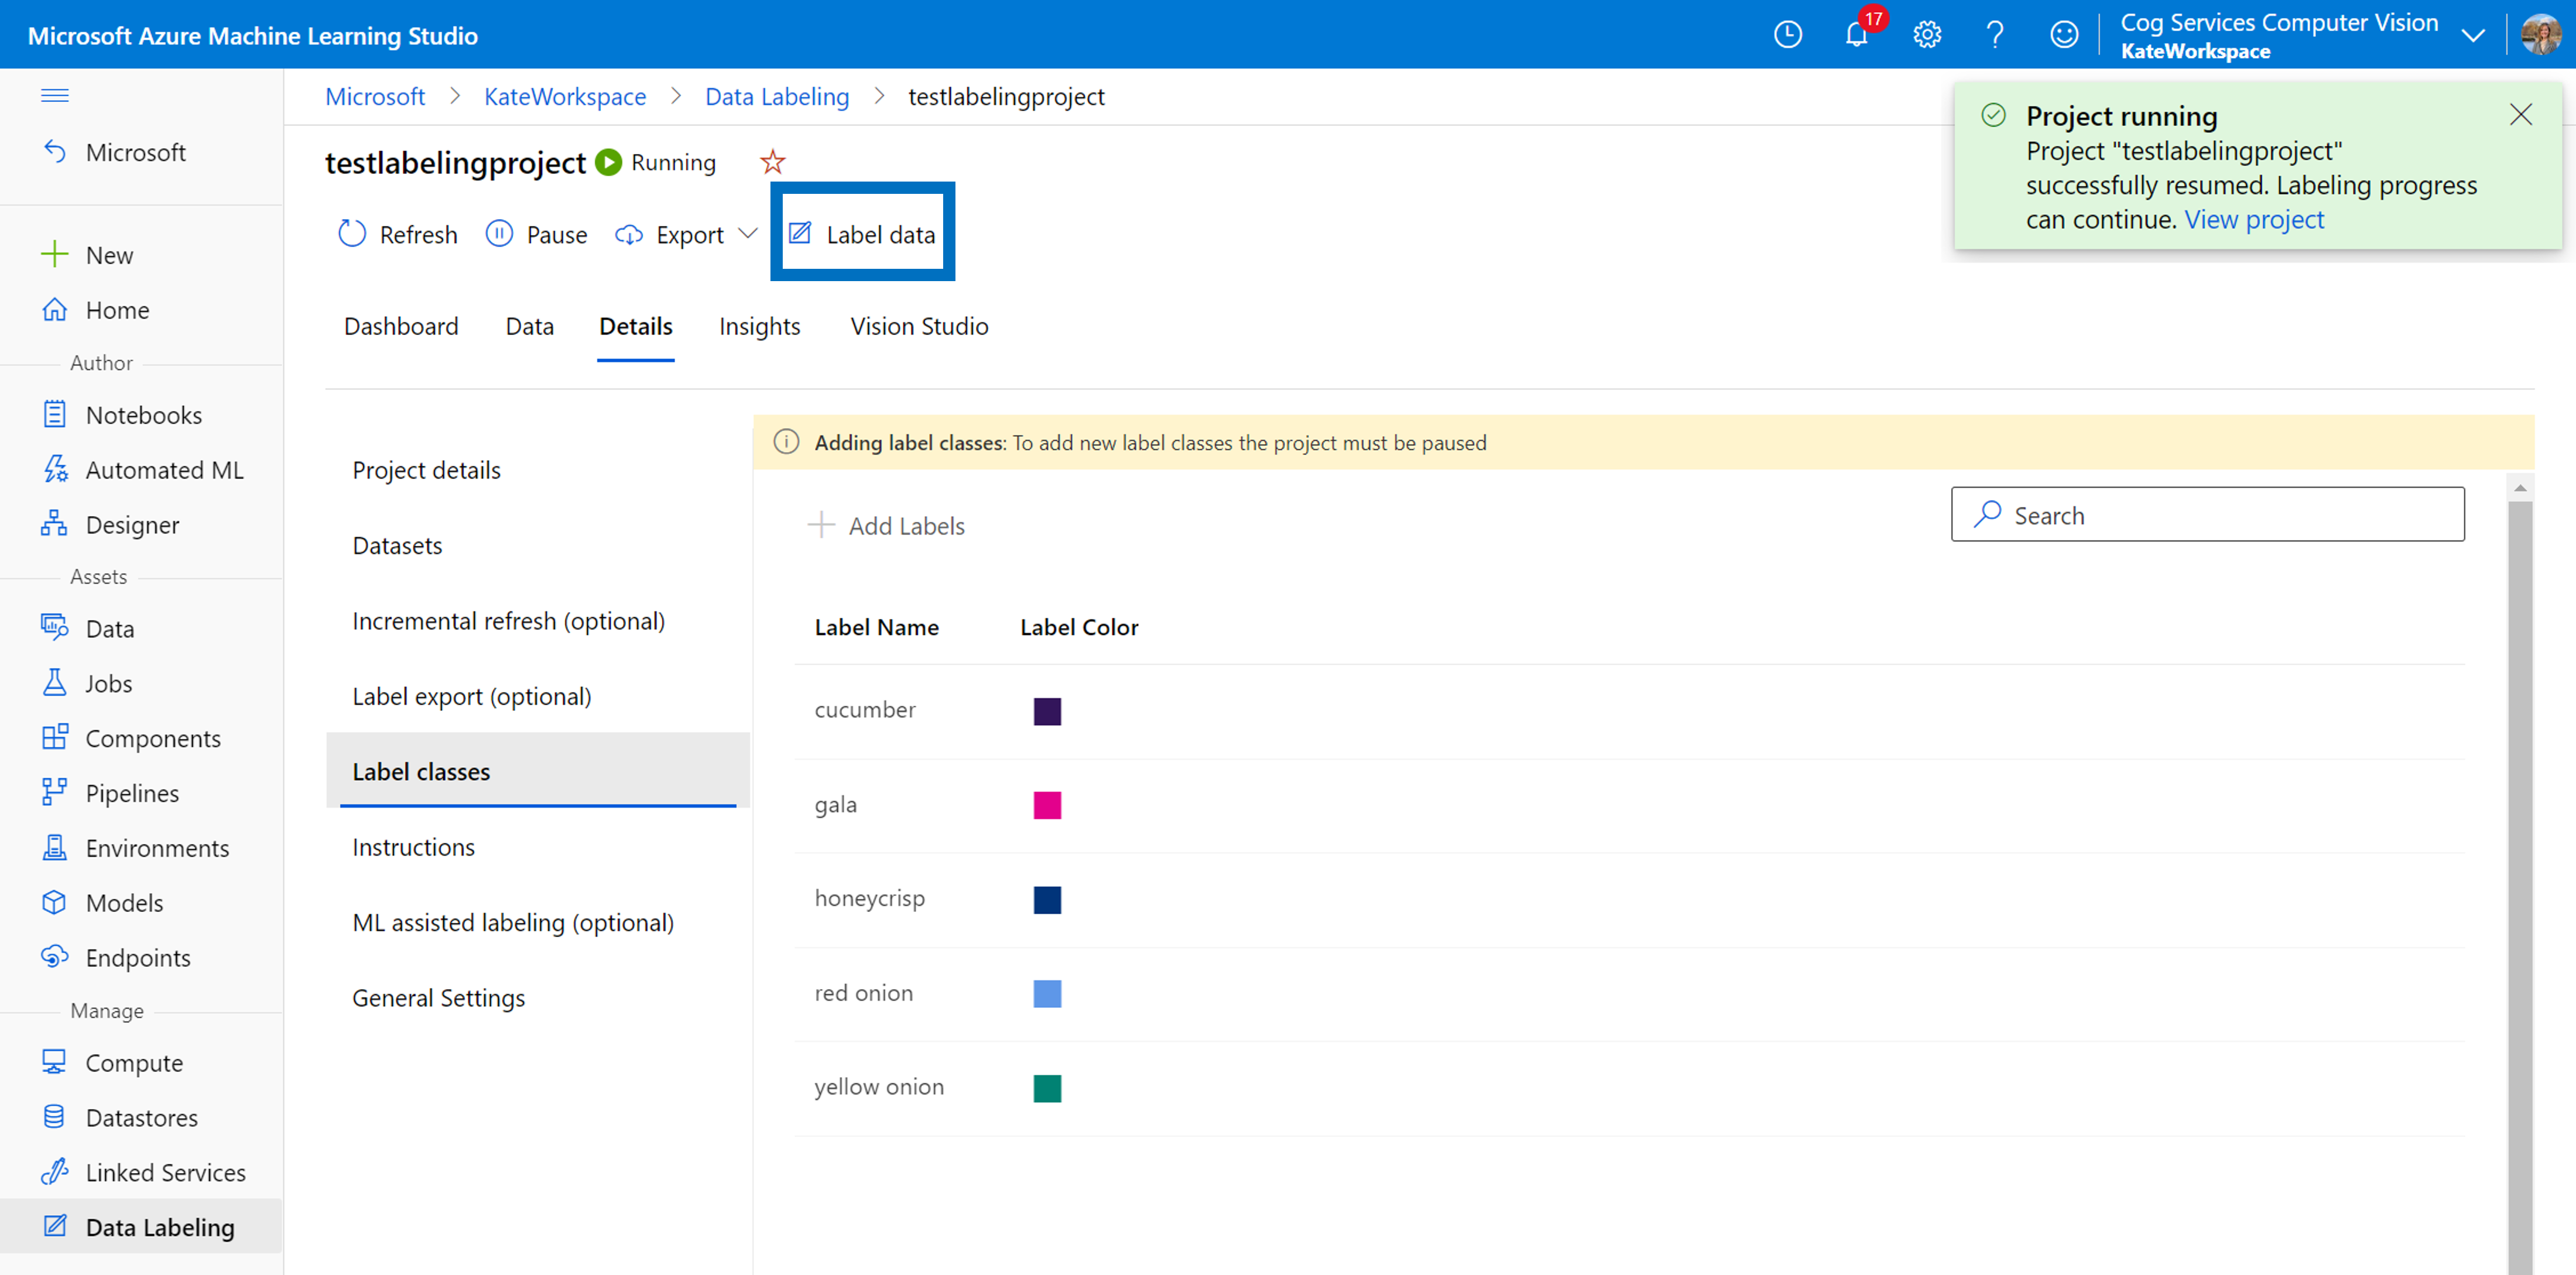 Microsoft Azure Machine Learning Studio
17
Cog Services Computer Vision
KateWorkspace
Microsoft
New
Home
Author
Notebooks
Automated ML
Designer
Assets
Data
Jobs
Components
Pipelines
Environments
Models
Endpoints
Manage
Compute
Datastores
Linked Services
Data Labeling
Microsoft > KateWorkspace > Data Labeling > testlabelingproject
testlabelingproject Running
Refresh Pause Export Label data
Project running
Project "testlabelingproject"
successfully resumed. Labeling progress
can continue. View project
Dashboard Data Details Insights Vision Studio
Project details
Datasets
Incremental refresh (optional)
Label export (optional)
Label classes
Instructions
ML assisted labeling (optional)
General Settings
Adding label classes: To add new label classes the project must be paused
Add Labels
Search
Label Name Label Color
cucumber
gala
honeycrisp
red onion
yellow onion